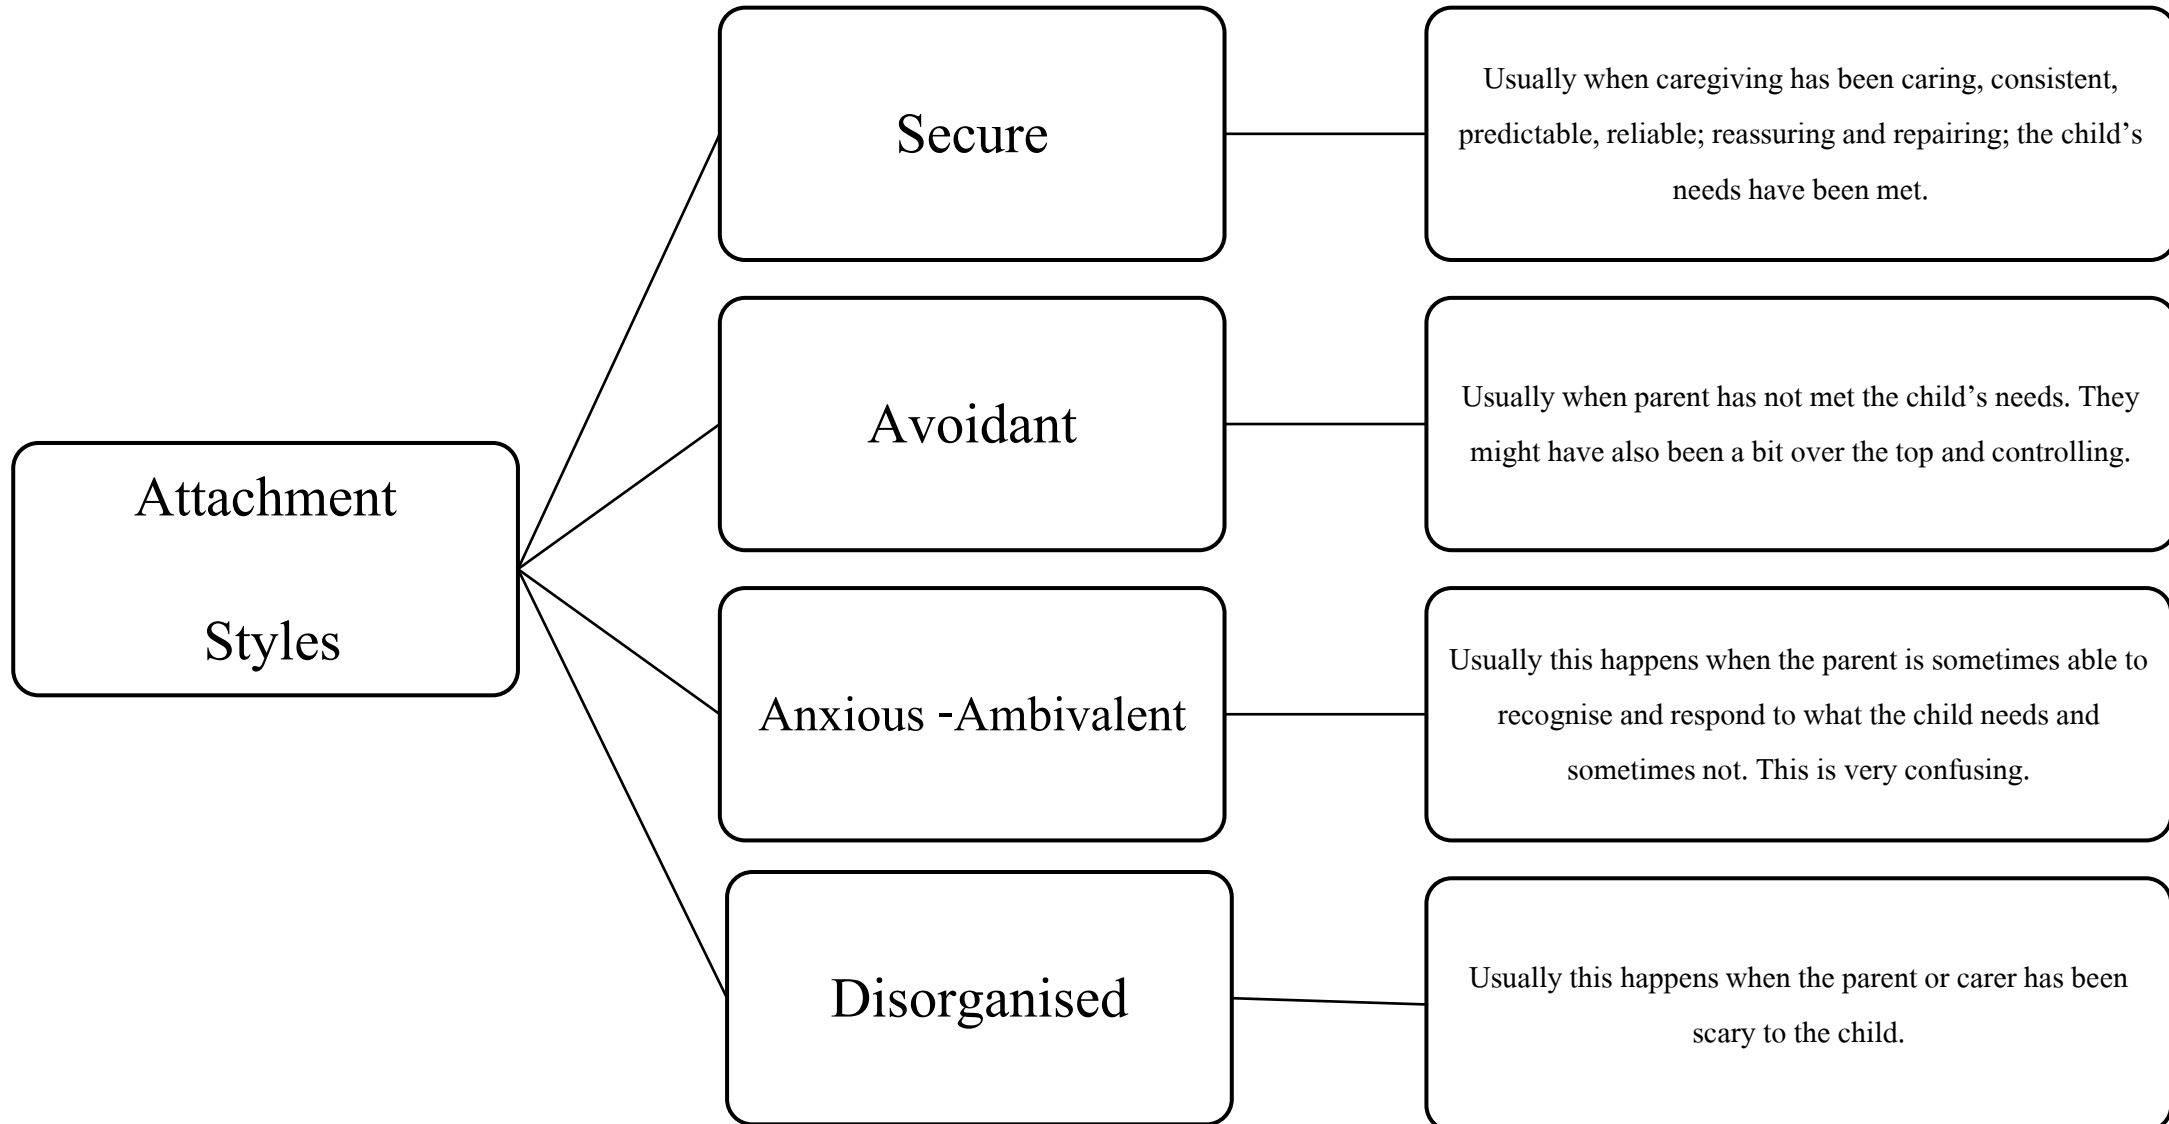 Attachment
Styles
Secure
Usually when caregiving has been caring, consistent,
predictable, reliable; reassuring and repairing; the child’s
needs have been met.
Avoidant
Usually when parent has not met the child’s needs. They
might have also been a bit over the top and controlling.
Anxious -Ambivalent
Usually this happens when the parent is sometimes able to
recognise and respond to what the child needs and
sometimes not. This is very confusing.
Disorganised
Usually this happens when the parent or carer has been
scary to the child.